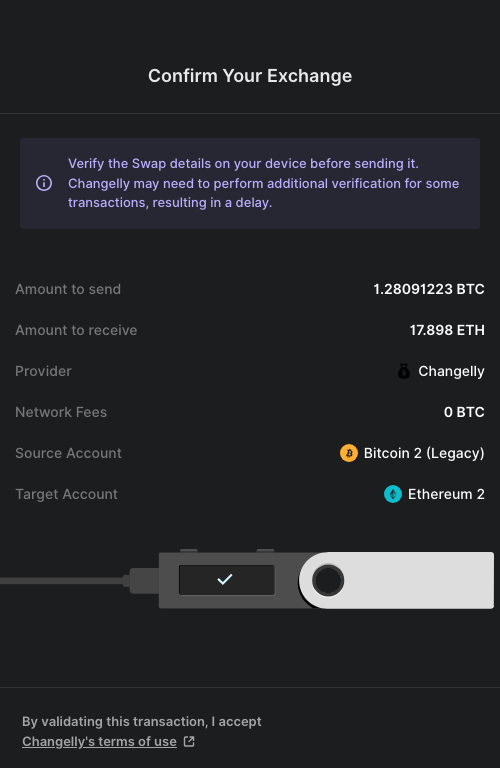 Confirm Your Exchange
Verify the Swap details on your device before sending it.
Changelly may need to perform additional verification for some
transactions, resulting in a delay.
Amount to send 1.28091223 BTC
Amount to receive 17.898 ETH
Provider Changelly
Network Fees 0 BTC
Source Account Bitcoin 2 (Legacy)
Target Account Ethereum 2
By validating this transaction, I accept
Changelly's terms of use